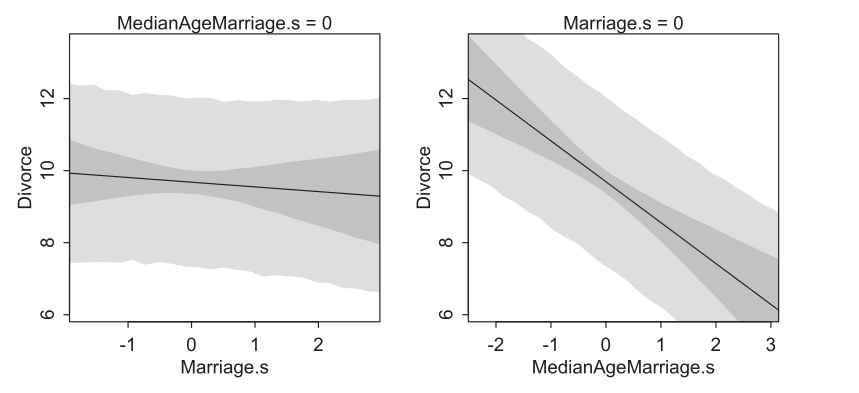 MedianAgeMarriage.s = 0
Divorce
12
10
8
6
-1 0 1 2
Marriage.s
Marriage.s = 0
Divorce
12
10
8
6
-2 -1 0 1 2 3
MedianAgeMarriage.s